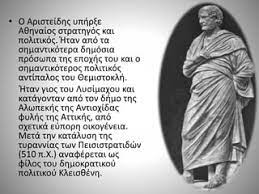 • Ο Αριστείδης υπήρξε
Αθηναίος στρατηγός και
πολιτικός. Ήταν από τα
σημαντικότερα δημόσια
πρόσωπα της εποχής του και ο
σημαντικότερος πολιτικός
αντίπαλος του Θεμιστοκλή.
Ήταν γιος του Λυσίμαχου και
κατάγονταν από τον δήμο της
Αλωπεκής της Αντιοχίδας
φυλής της Αττικής, από
σχετικά εύπορη οικογένεια.
Μετά την κατάλυση της
τυραννίας των Πεισιστρατιδών
(510 π.Χ.) αναφέρεται ως
φίλος του δημοκρατικού
πολιτικού Κλεισθένη.